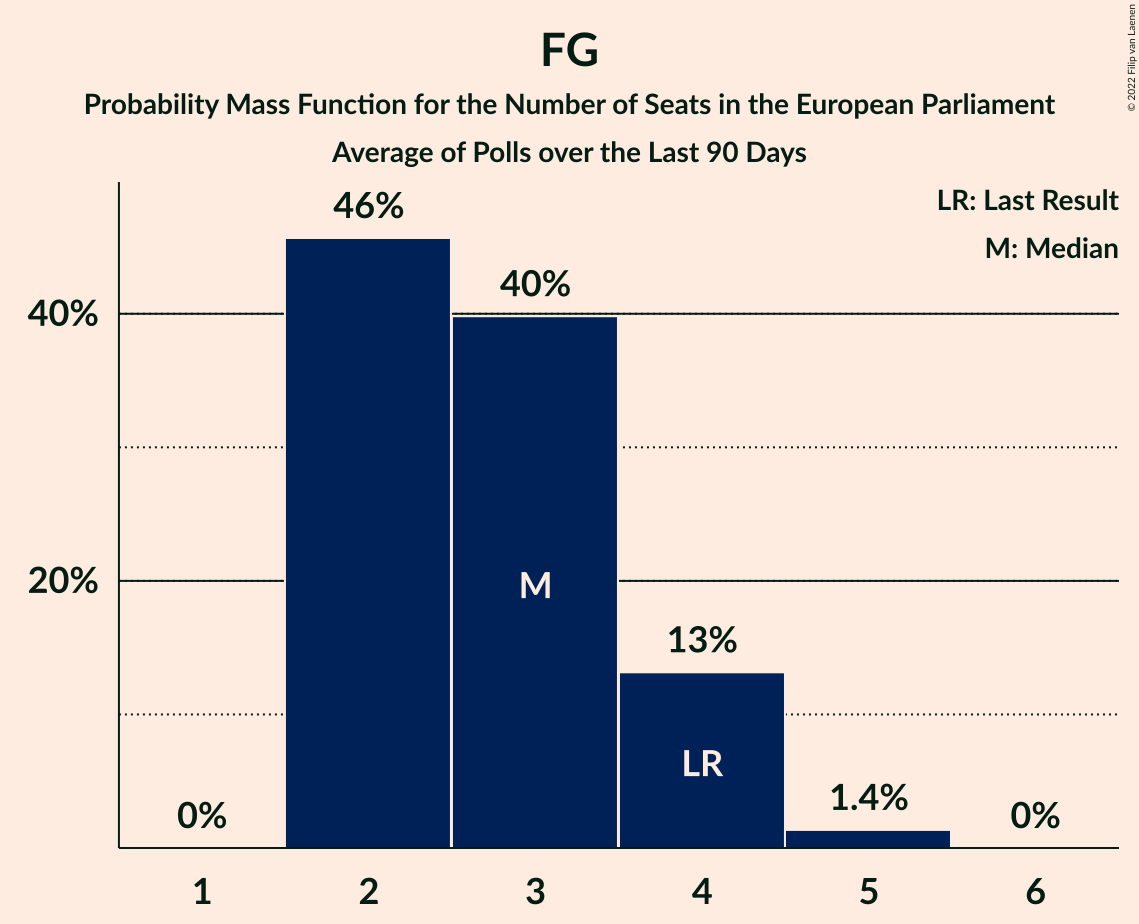 FG
Probability Mass Function for the Number of Seats in the European Parliament
Average of Polls over the Last 90 Days
© 2022 Filip van Laenen
LR: Last Result
M: Median
46%
40%
40%
20%
M
13%
LR
1.4%
0%
0%
1 2 3 4 5 6